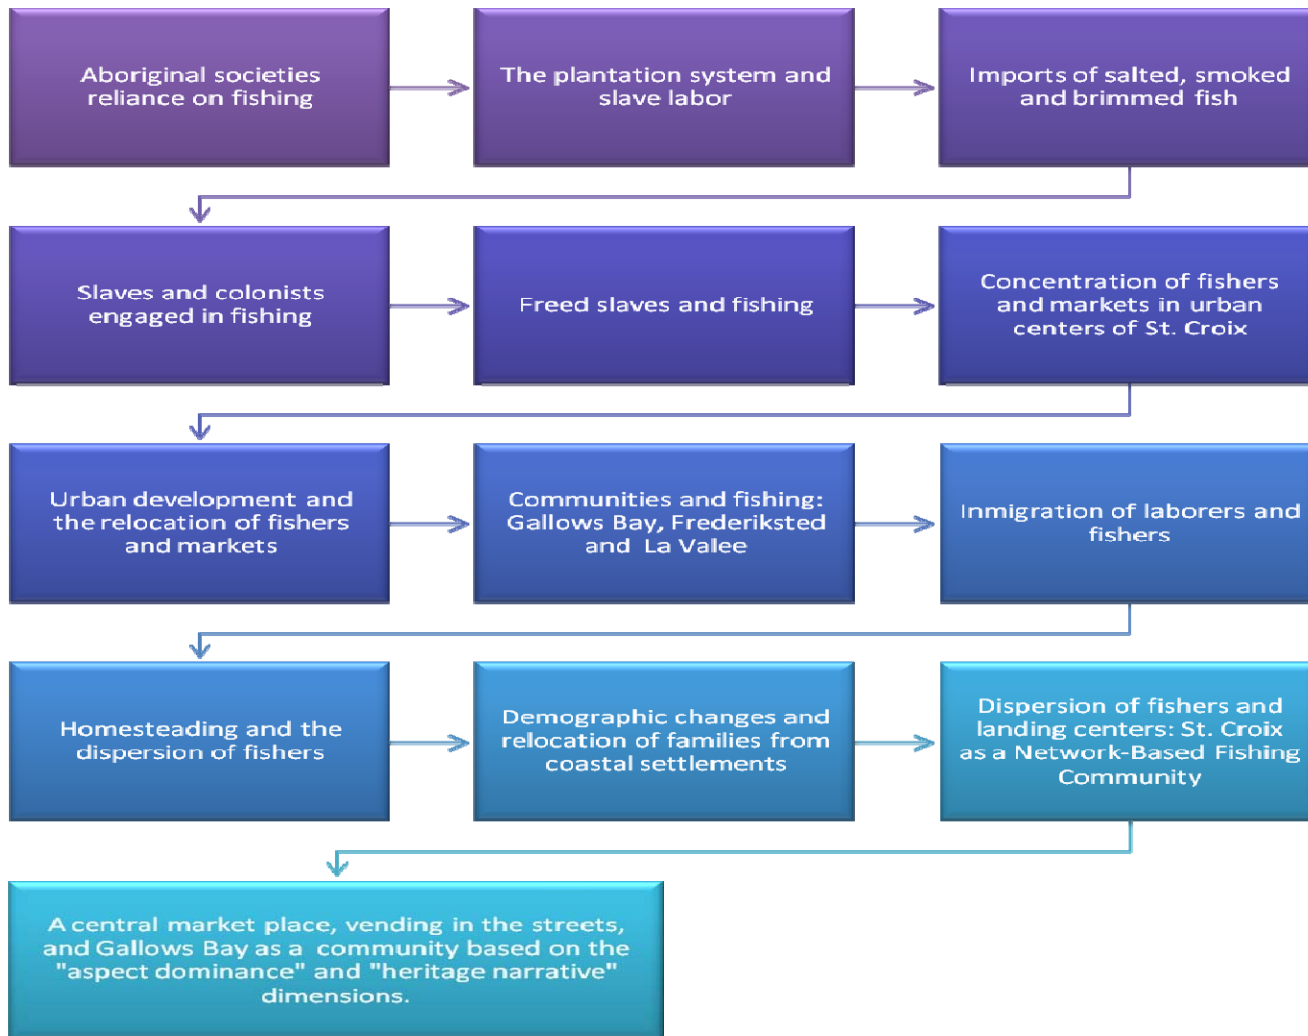 Aboriginal societies
reliance on fishing
The plantation system and
slave labor
Imports of salted, smoked
and brimmed fish
Slaves and colonists
engaged in fishing
Freed slaves and fishing
Concentration of fishers
and markets in urban
centers of St. Croix
Urban development and
the relocation of fishers
and markets
Communities and fishing:
Gallows Bay, Frederiksted
and La Valee
Inmigration of laborers and
fishers
Homesteading and the
dispersion of fishers
Demographic changes and
relocation of families from
coastal settlements
Dispersion of fishers and
landing centers: St. Croix
as a Network-Based Fishing
Community
A central market place, vending in the streets,
and Gallows Bay as a community based on the
"aspect dominance" and "heritage narrative"
dimensions.